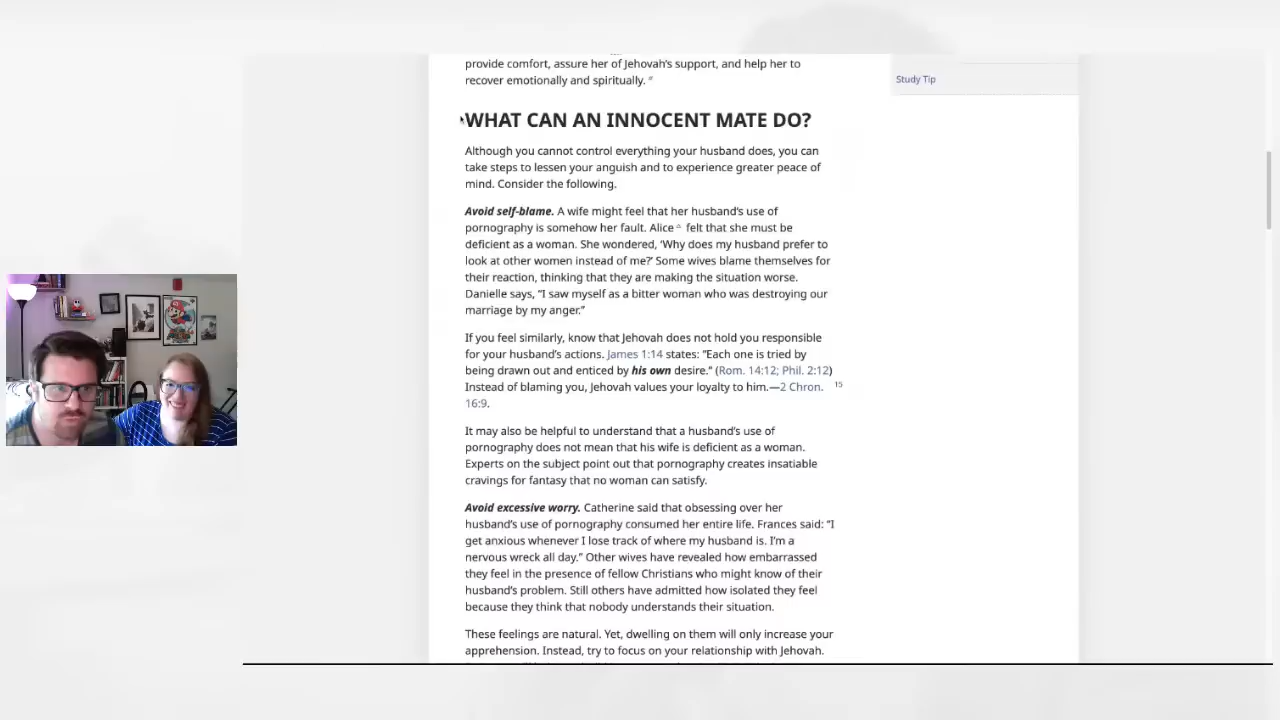 provide comfort, assure her of Jehovah's support, and help her to
recover emotionally and spiritually.
Study Tip
WHAT CAN AN INNOCENT MATE DO?
Although you cannot control everything your husband does, you can
take steps to lessen your anguish and to experience greater peace of
mind. Consider the following.
Avoid self-blame. A wife might feel that her husband's use of
pornography is somehow her fault. Alice felt that she must be
deficient as a woman. She wondered, ‘Why does my husband prefer to
look at other women instead of me?’ Some wives blame themselves for
their reaction, thinking that they are making the situation worse.
Danielle says, “I saw myself as a bitter woman who was destroying our
marriage by my anger.”
If you feel similarly, know that Jehovah does not hold you responsible
for your husband's actions. James 1:14 states: “Each one is tried by
being drawn out and enticed by his own desire.” (Rom. 14:12; Phil. 2:12)
Instead of blaming you, Jehovah values your loyalty to him.—2 Chron. 15
16:9.
It may also be helpful to understand that a husband's use of
pornography does not mean that his wife is deficient as a woman.
Experts on the subject point out that pornography creates insatiable
cravings for fantasy that no woman can satisfy.
Avoid excessive worry. Catherine said that obsessing over her
husband's use of pornography consumed her entire life. Frances said: “I
get anxious whenever I lose track of where my husband is. I'm a
nervous wreck all day.” Other wives have revealed how embarrassed
they feel in the presence of fellow Christians who might know of their
husband's problem. Still others have admitted how isolated they feel
because they think that nobody understands their situation.
These feelings are natural. Yet, dwelling on them will only increase your
apprehension. Instead, try to focus on your relationship with Jehovah.